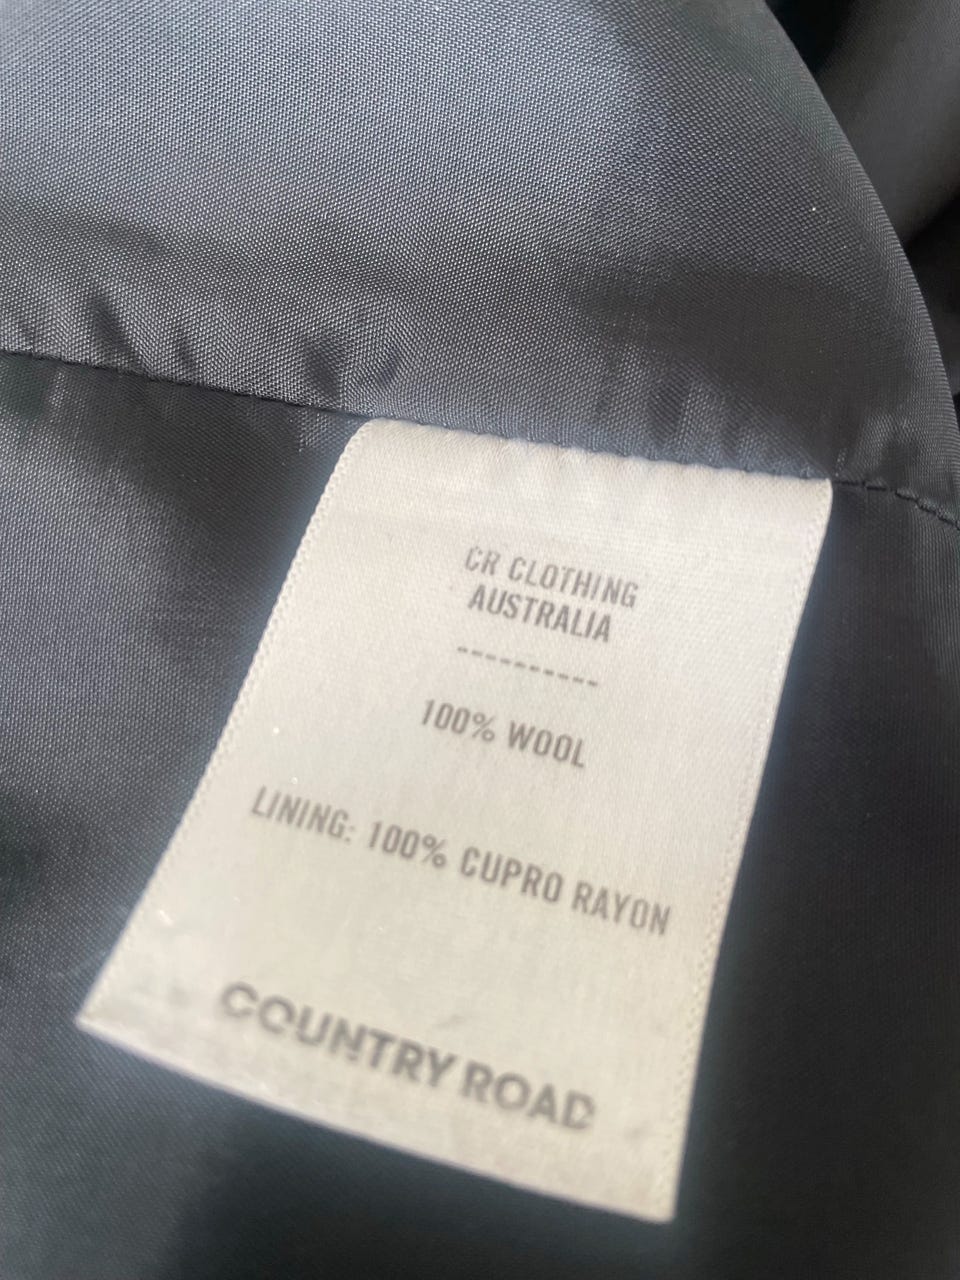 CR CLOTHING
AUSTRALIA
----------
100% WOOL
LINING: 100% CUPRO RAYON
COUNTRY ROAD